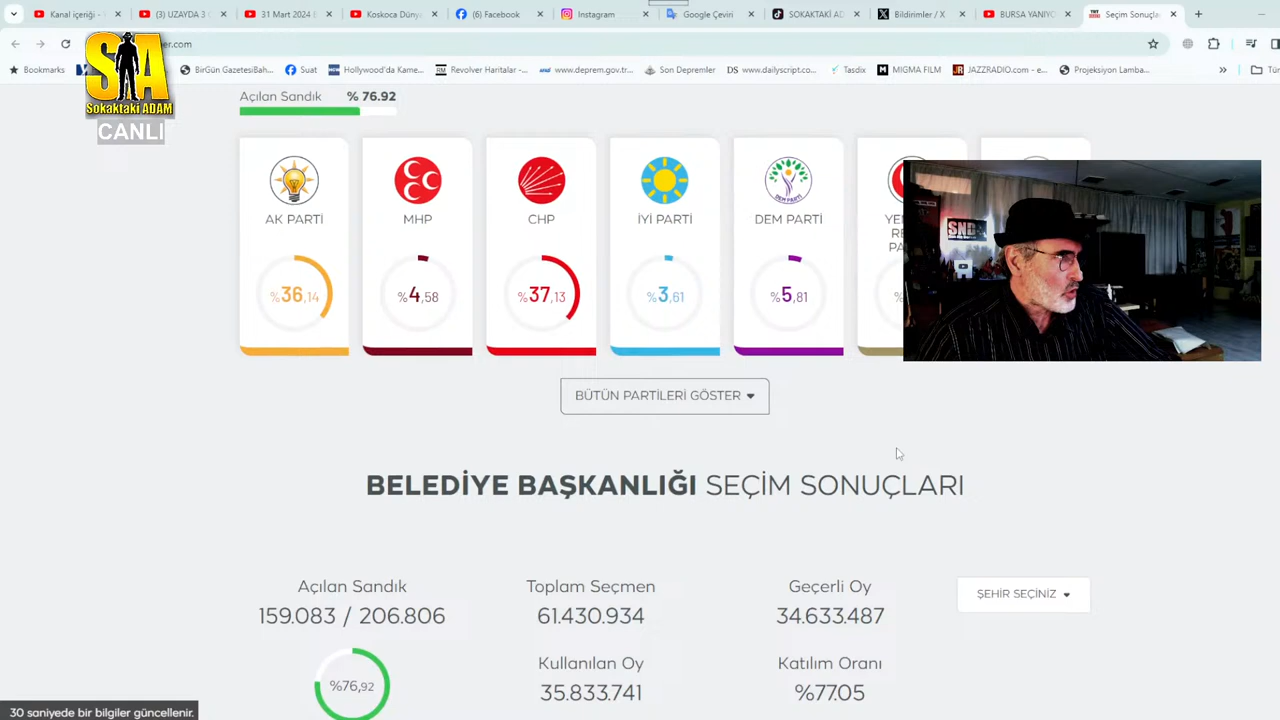 Kanal içeriği -
(3) UZAYDA 3
31 Mart 2024
Koskoca Düny
(6) Facebook
Instagram
Google Çeviri
SOKAKTAKİ AD
Bildirimler / X
BURSA YANIYO
Seçim Sonuçla
Bookmarks
BirGün GazetesiBah...
Suat
Hollywood'da Kame...
Revolver Haritalar -...
www.deprem.gov.tr...
Son Depremler
DS www.dailyscript.co...
Tasdix
MIGMA FILM
JAZZRADIO.com - e...
Projeksiyon Lamba...
SA
Sokaktaki ADAM
CANLI
Açılan Sandık % 76.92
AK PARTİ
MHP
CHP
İYİ PARTİ
DEM PARTİ
DEM PARTİ
%36,14
%4,58
%37,13
%3,61
%5,81
SND
BÜTÜN PARTİLERİ GÖSTER
BELEDİYE BAŞKANLIĞI SEÇİM SONUÇLARI
Açılan Sandık
159.083 / 206.806
Toplam Seçmen
61.430.934
Geçerli Oy
34.633.487
ŞEHİR SEÇİNİZ
%76,92
Kullanılan Oy
35.833.741
Katılım Oranı
%77.05
30 saniyede bir bilgiler güncellenir.